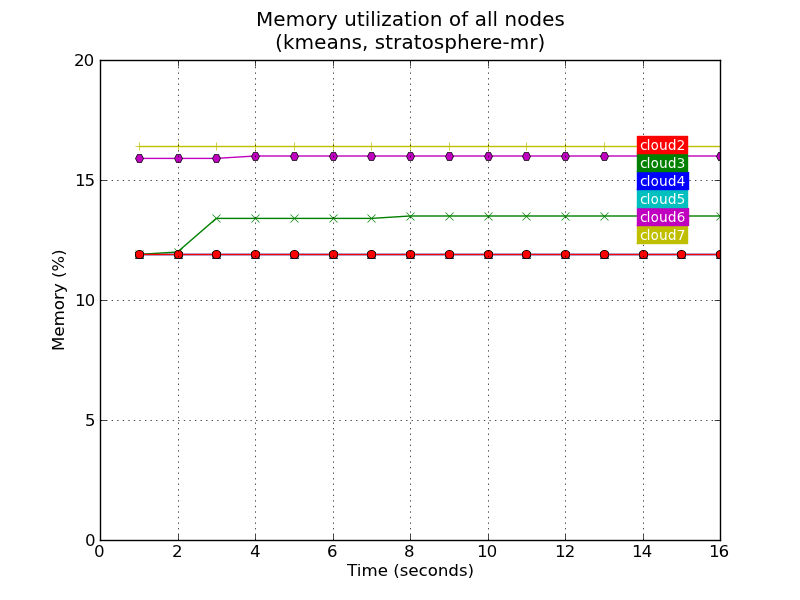 Memory utilization of all nodes
(kmeans, stratosphere-mr)
20
15
10
5
0
Memory (%)
cloud2
cloud3
cloud4
cloud5
cloud6
cloud7
0 2 4 6 8 10 12 14 16
Time (seconds)